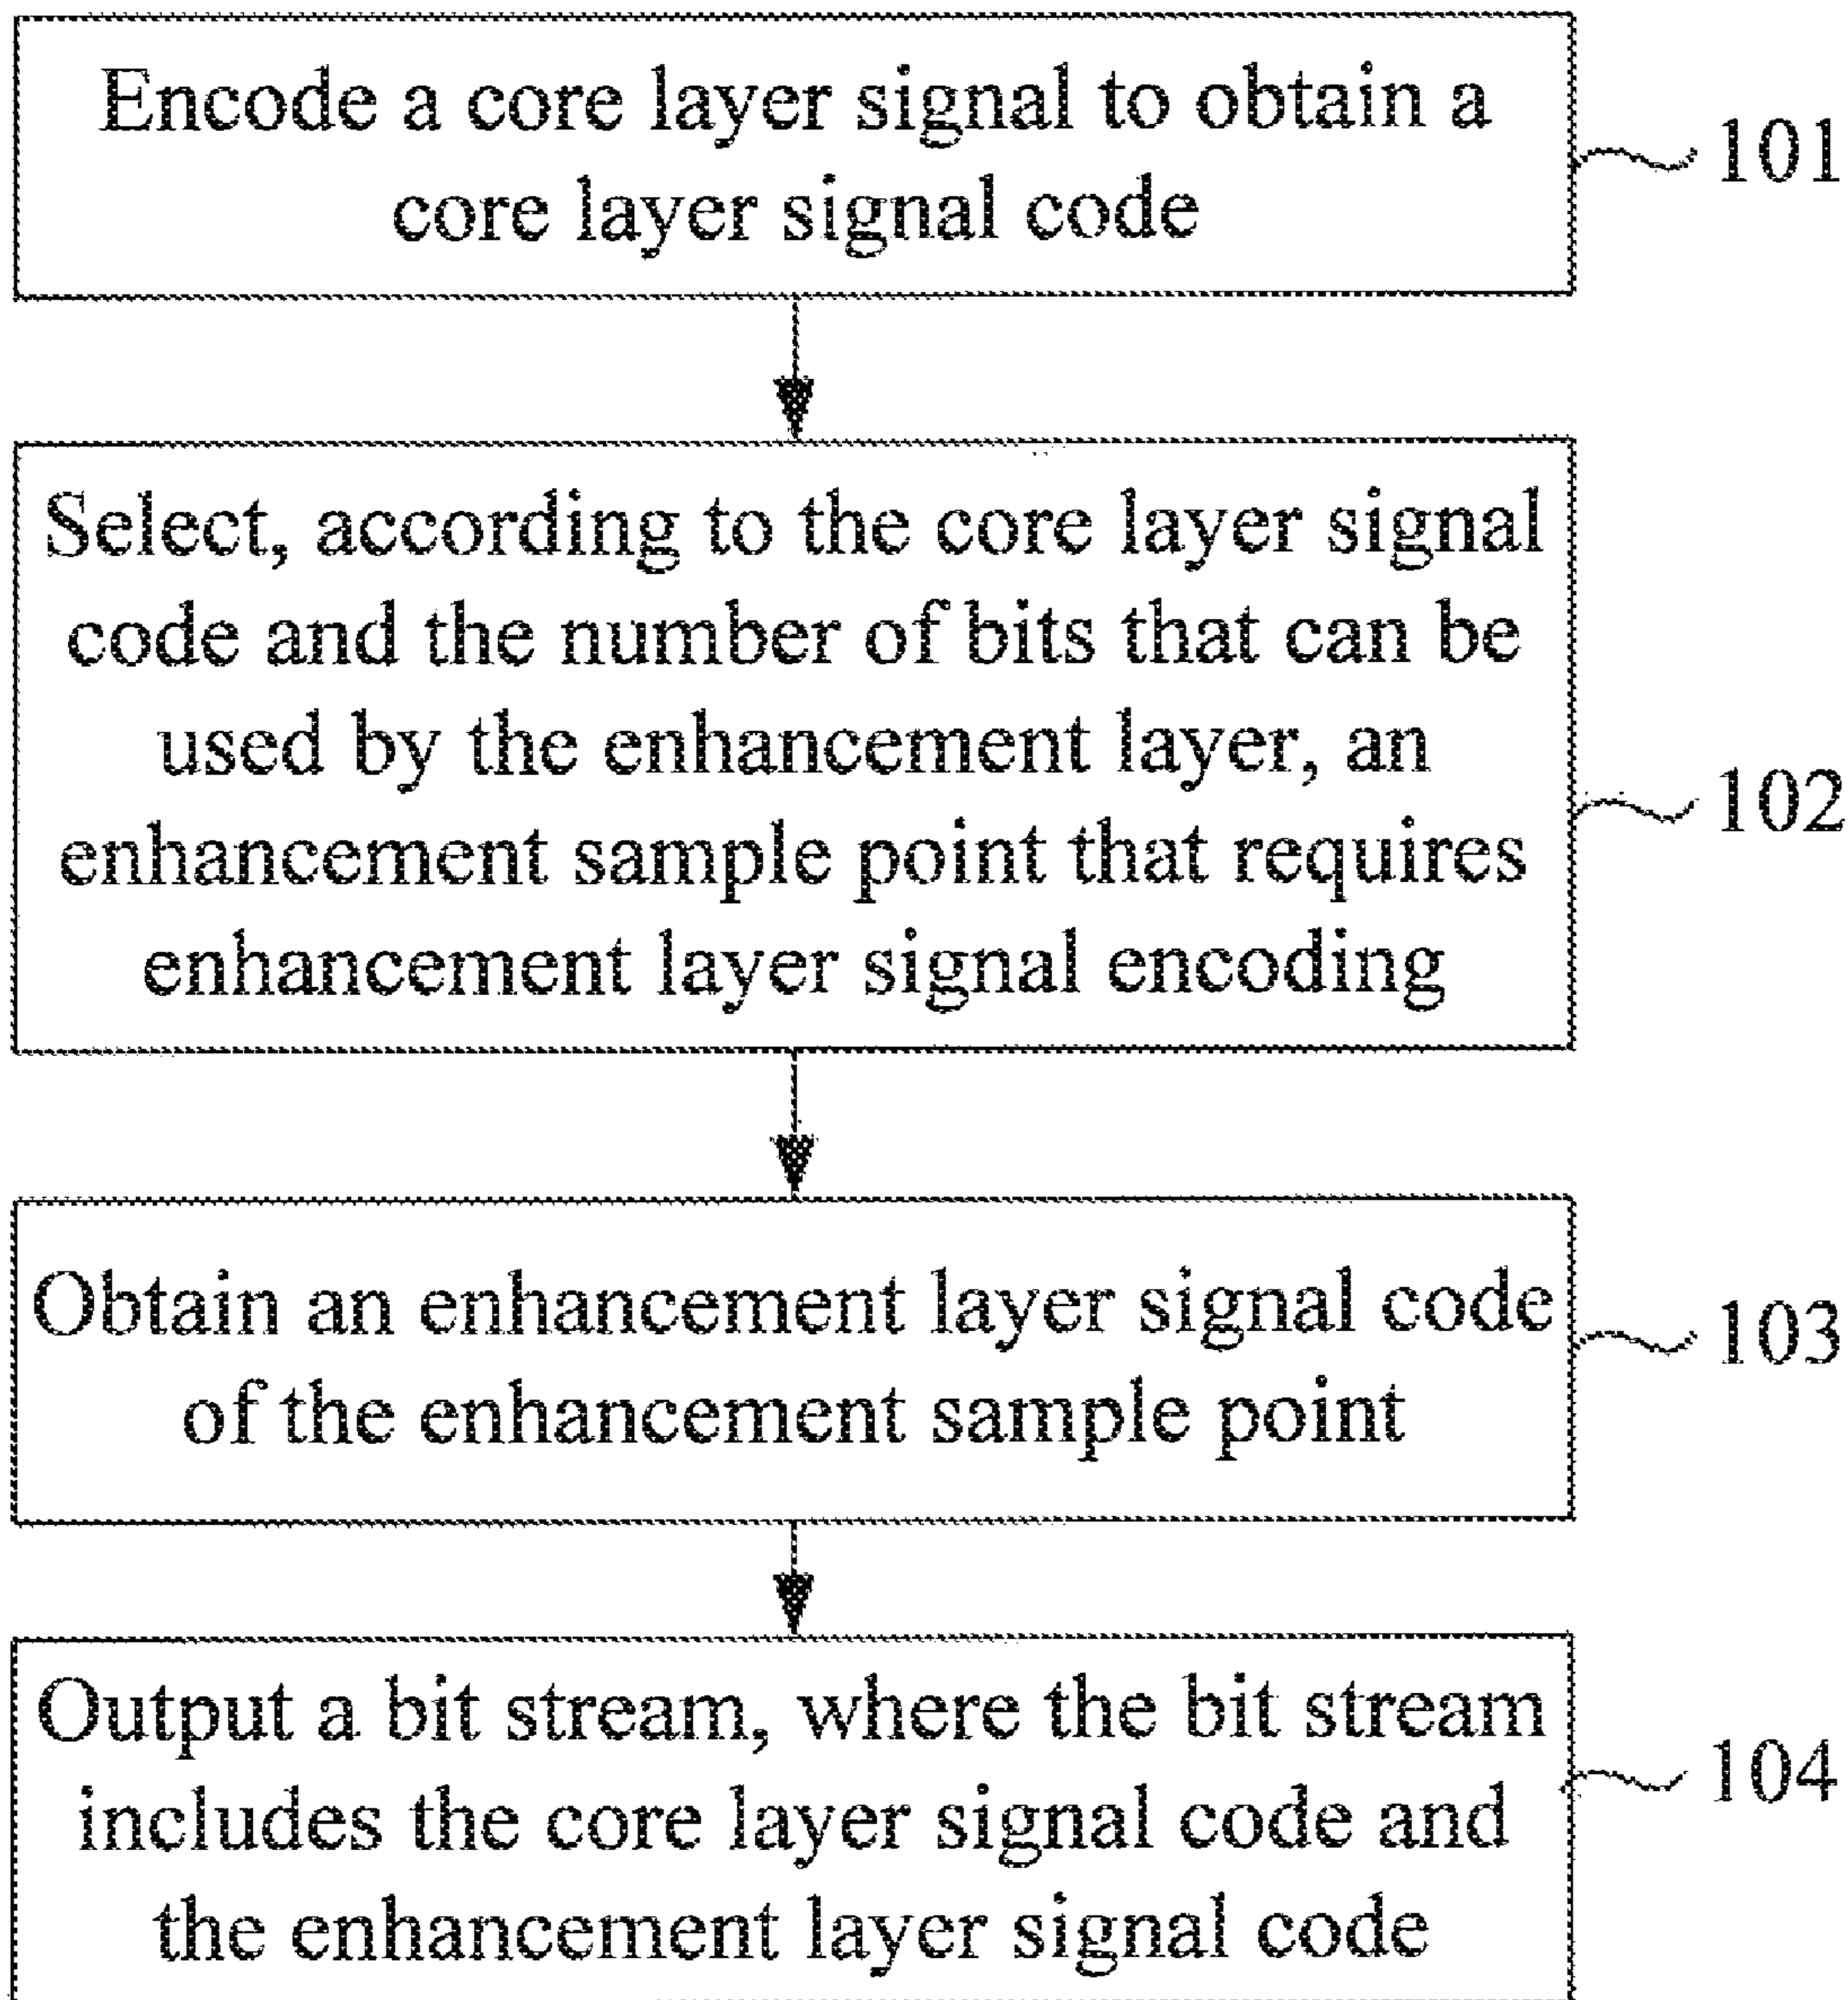 Encode a core layer signal to obtain a
core layer signal code
101
Select, according to the core layer signal
code and the number of bits that can be
used by the enhancement layer, an
enhancement sample point that requires
enhancement layer signal encoding
102
Obtain an enhancement layer signal code
of the enhancement sample point
103
Output a bit stream, where the bit stream
includes the core layer signal code and
the enhancement layer signal code
104